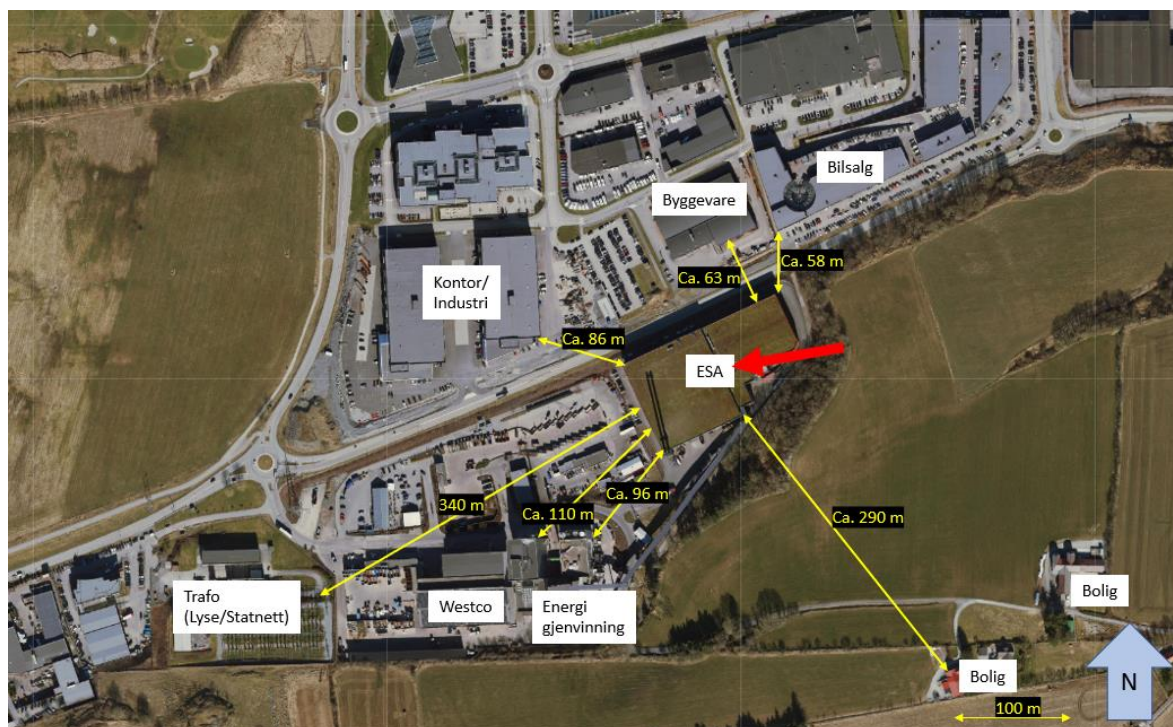 Bilsalg
Byggevare
Ca. 58 m
Ca. 63 m
Kontor/
Industri
Ca. 86 m
ESA
Ca. 96 m
340 m
Ca. 110 m
Ca. 290 m
Trafo
(Lyse/Statnett)
Westco
Energi
gjenvinning
Bolig
Bolig
N
100 m